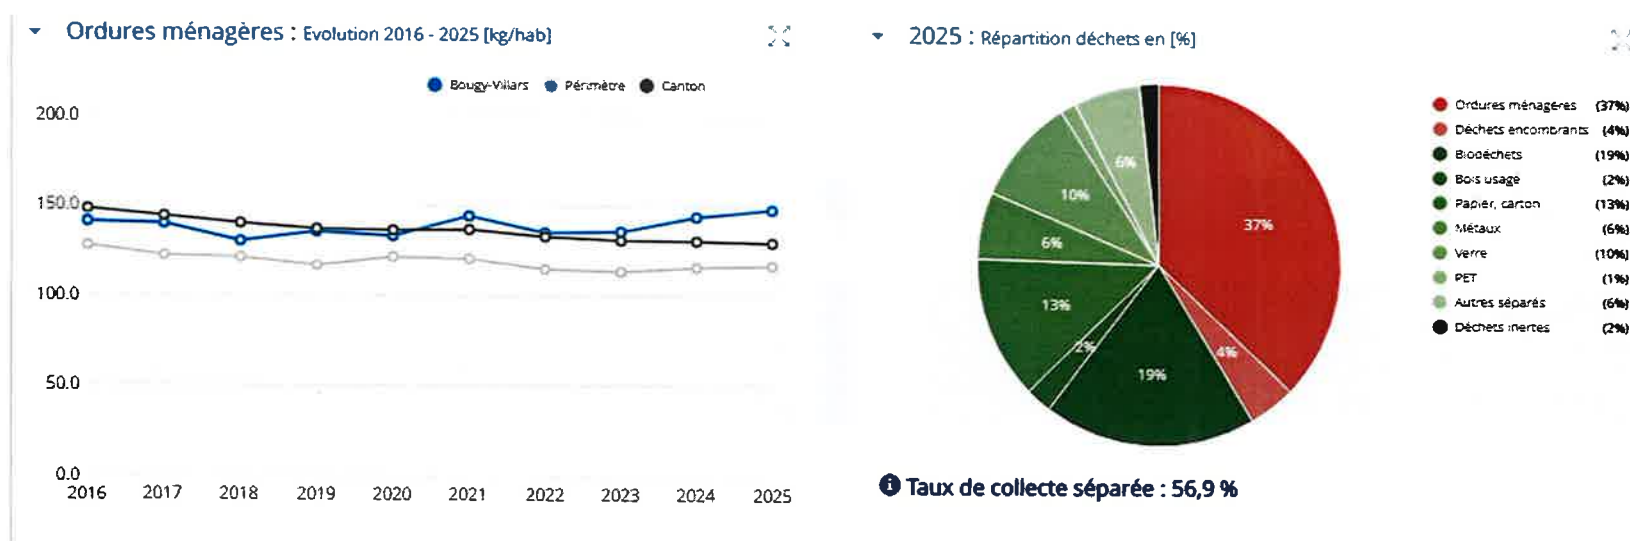 Ordures ménagères : Evolution 2016 - 2025 [kg/hab]
Bougy-Villars Périmètre Canton
200.0
150.0
100.0
50.0
0.0
2016 2017 2018 2019 2020 2021 2022 2023 2024 2025
2025 : Répartition déchets en [%]
37%
4%
19%
2%
13%
6%
10%
6%
Ordures ménagères (37%)
Déchets encombrants (4%)
Biodéchets (19%)
Bois usage (2%)
Papier, carton (13%)
Métaux (6%)
Verre (10%)
PET (1%)
Autres séparés (6%)
Déchets inertes (2%)
Taux de collecte séparée : 56,9 %